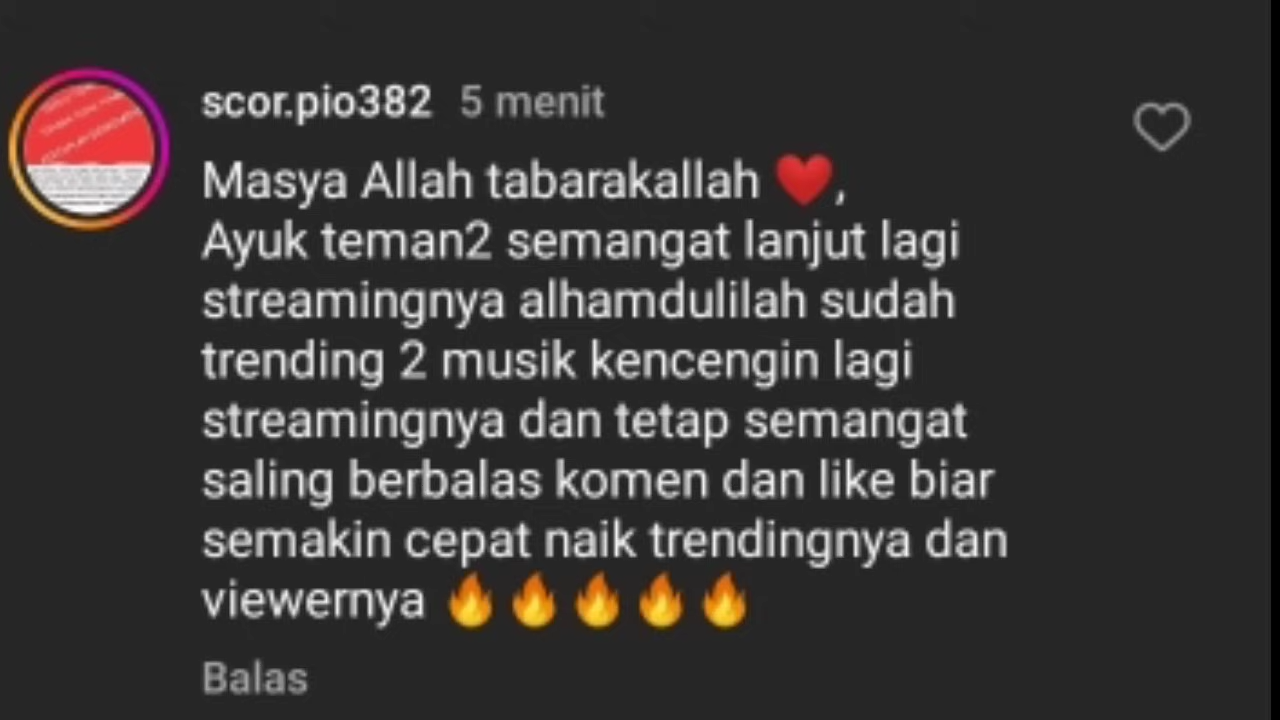 scor.pio382 5 menit
Masya Allah tabarakallah ❤️,
Ayuk teman2 semangat lanjut lagi
streamingnya alhamdulilah sudah
trending 2 musik kencengin lagi
streamingnya dan tetap semangat
saling berbalas komen dan like biar
semakin cepat naik trendingnya dan
viewernya 🔥🔥🔥🔥🔥
Balas